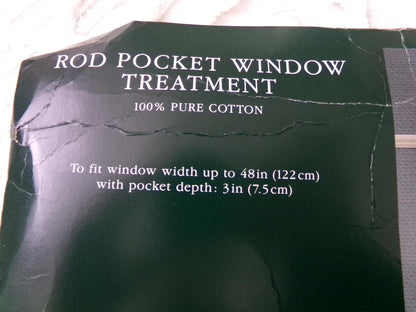 ROD POCKET WINDOW
TREATMENT
100% PURE COTTON
To fit window width up to 48in (122cm)
with pocket depth: 3in (7.5cm)